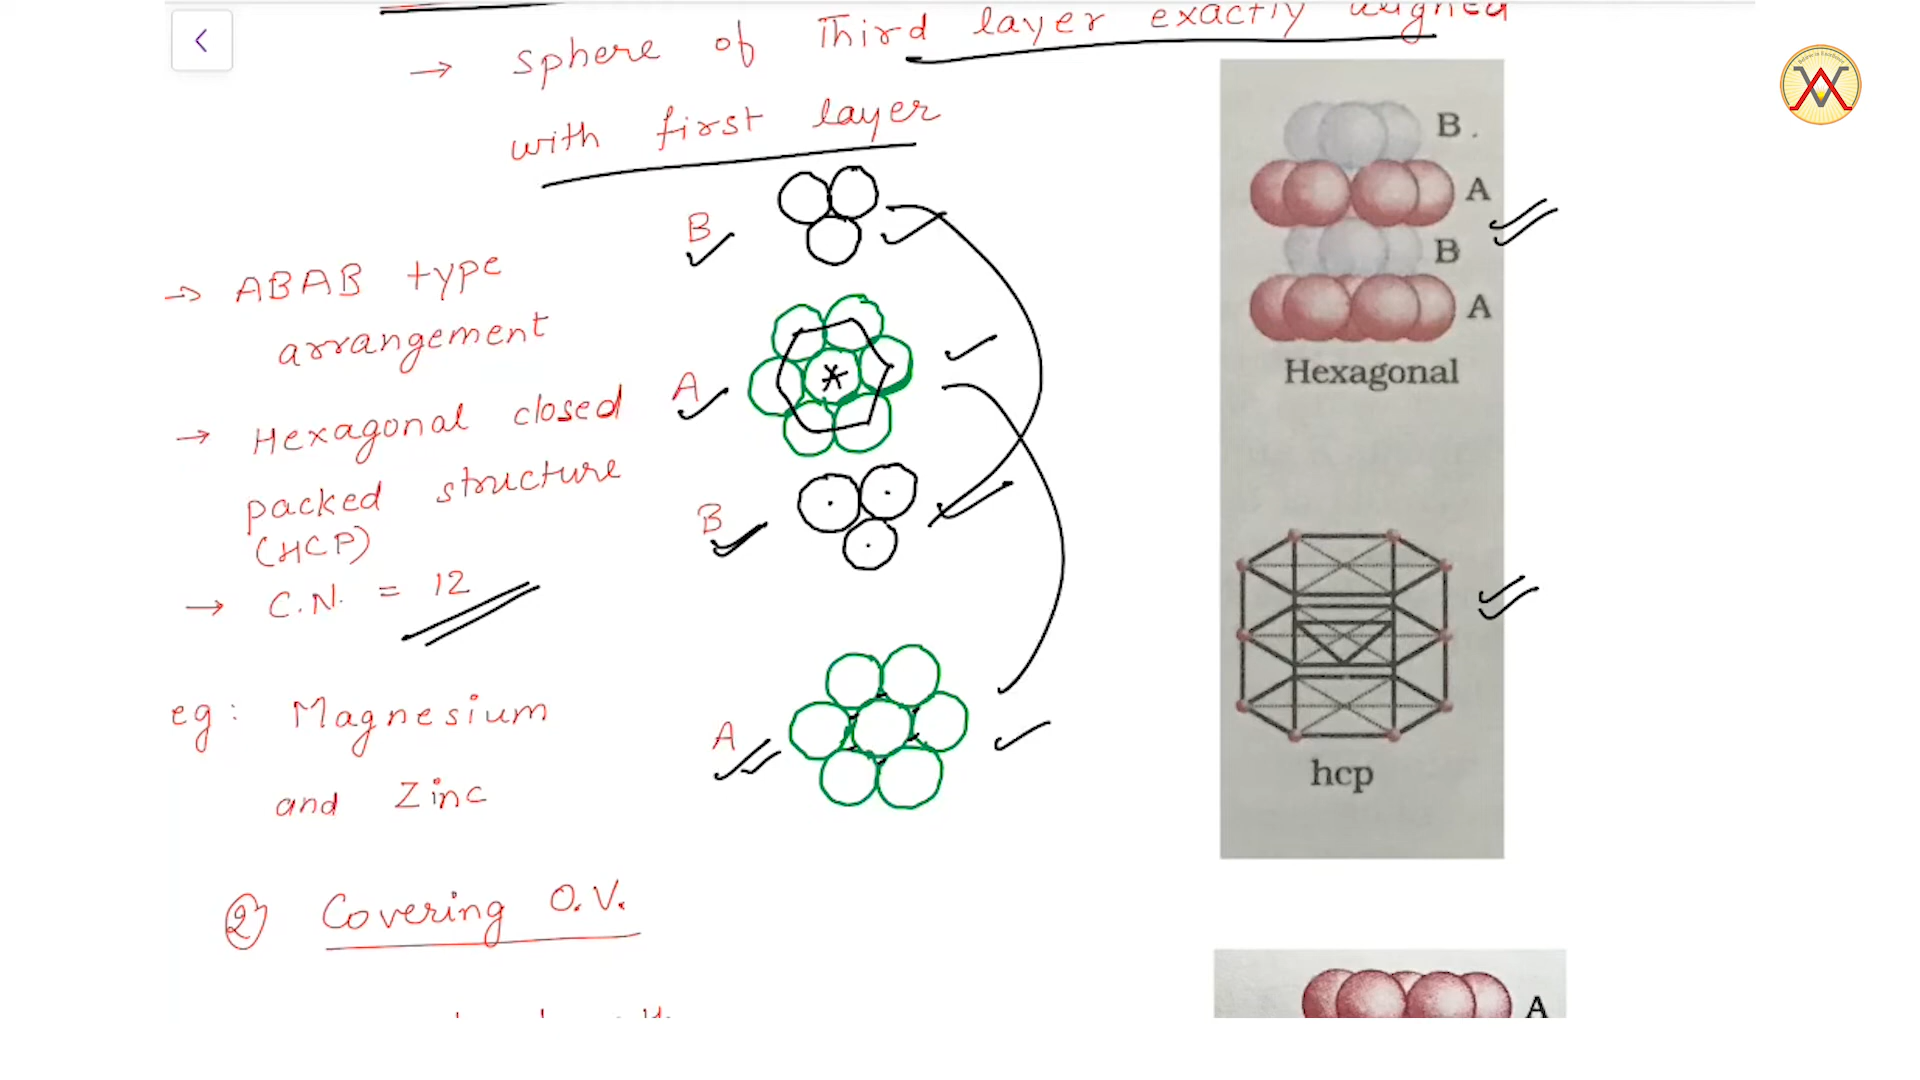 → sphere of Third layer exactly aligned
with first layer
B
→ ABAB type
arrangement
A
→ Hexagonal closed
packed structure
(HCP)
B
→ C.N. = 12
eg: Magnesium
and Zinc
A
② Covering O.V.
B.
A
B
A
Hexagonal
hcp
A